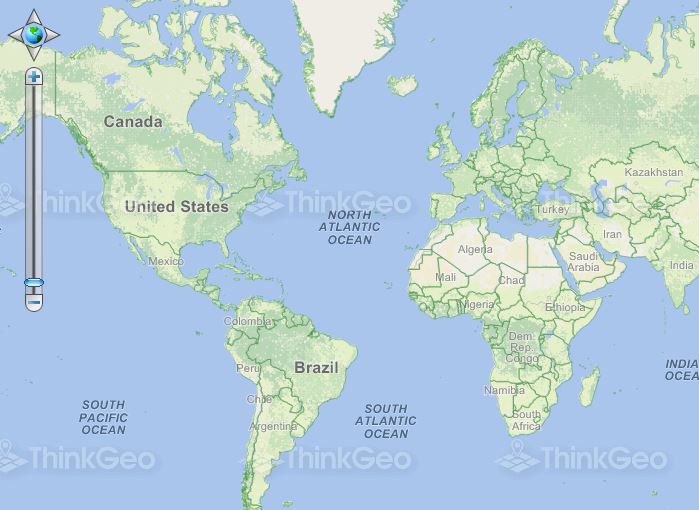 Canada
Kazakhstan
ThinkGeo
ThinkGeo
ThinkGeo
United States
NORTH
ATLANTIC
OCEAN
Turkey
Iran
Algeria
Saudi
Arabia
Mexico
Mali
Chad
India
Nigeria
Ethiopia
Colombia
Dem.
Rep.
Congo
Peru
Brazil
INDIA
OCEA
Namibia
Chile
SOUTH
PACIFIC
OCEAN
SOUTH
ATLANTIC
OCEAN
South
Africa
Argentina
ThinkGeo
ThinkGeo
ThinkGeo